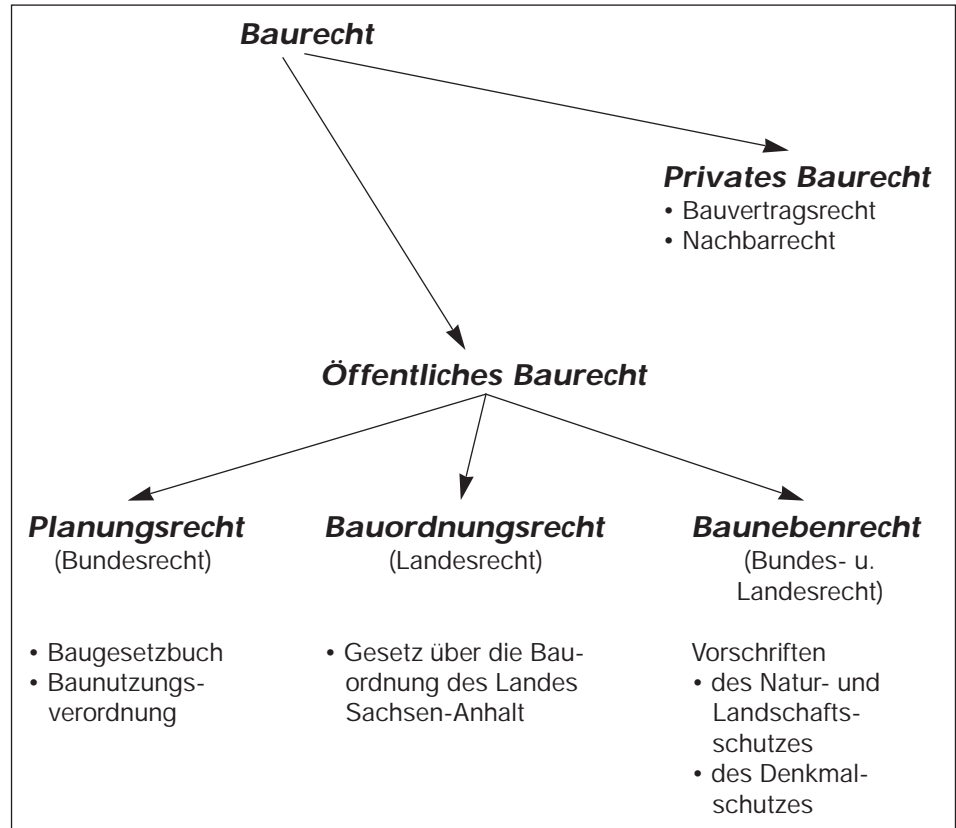 Baurecht
Privates Baurecht
• Bauvertragsrecht
• Nachbarrecht
Öffentliches Baurecht
Planungsrecht
(Bundesrecht)
• Baugesetzbuch
• Baunutzungs-
verordnung
Bauordnungsrecht
(Landesrecht)
• Gesetz über die Bau-
ordnung des Landes
Sachsen-Anhalt
Baunebenrecht
(Bundes- u.
Landesrecht)
Vorschriften
• des Natur- und
Landschafts-
schutzes
• des Denkmal-
schutzes